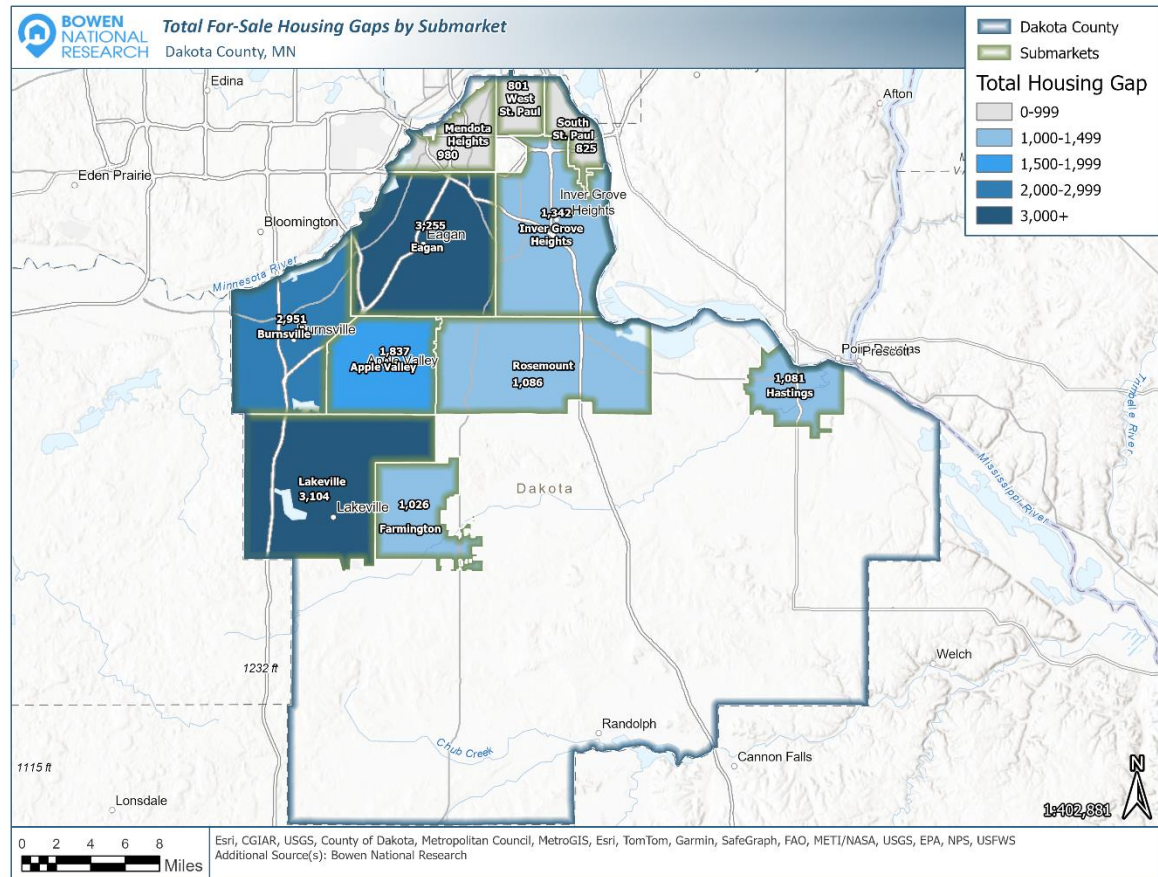 BOWEN
NATIONAL
RESEARCH
Total For-Sale Housing Gaps by Submarket
Dakota County, MN
Dakota County
Submarkets
Total Housing Gap
0-999
1,000-1,499
1,500-1,999
2,000-2,999
3,000+
Edina
Afton
801
West
St. Paul
South
St. Paul
825
Mendota
Heights
980
Eden Prairie
Bloomington
Inver Grove
Heights
1,342
Inver Grove
Heights
3,255
Eagan
Eagan
Minnesota River
2,951
Burnsville
Burnsville
1,837
Apple Valley
Apple Valley
Rosemount
1,086
Point Douglas
Prescott
1,081
Hastings
Trimbelle River
Mississippi River
Lakeville
3,104
Lakeville
1,026
Farmington
Dakota
1232 ft
Welch
Randolph
Chub Creek
Cannon Falls
1115 ft
Lonsdale
N
1:402,881
0 2 4 6 8
Miles
Esri, CGIAR, USGS, County of Dakota, Metropolitan Council, MetroGIS, Esri, TomTom, Garmin, SafeGraph, FAO, METI/NASA, USGS, EPA, NPS, USFWS
Additional Source(s): Bowen National Research